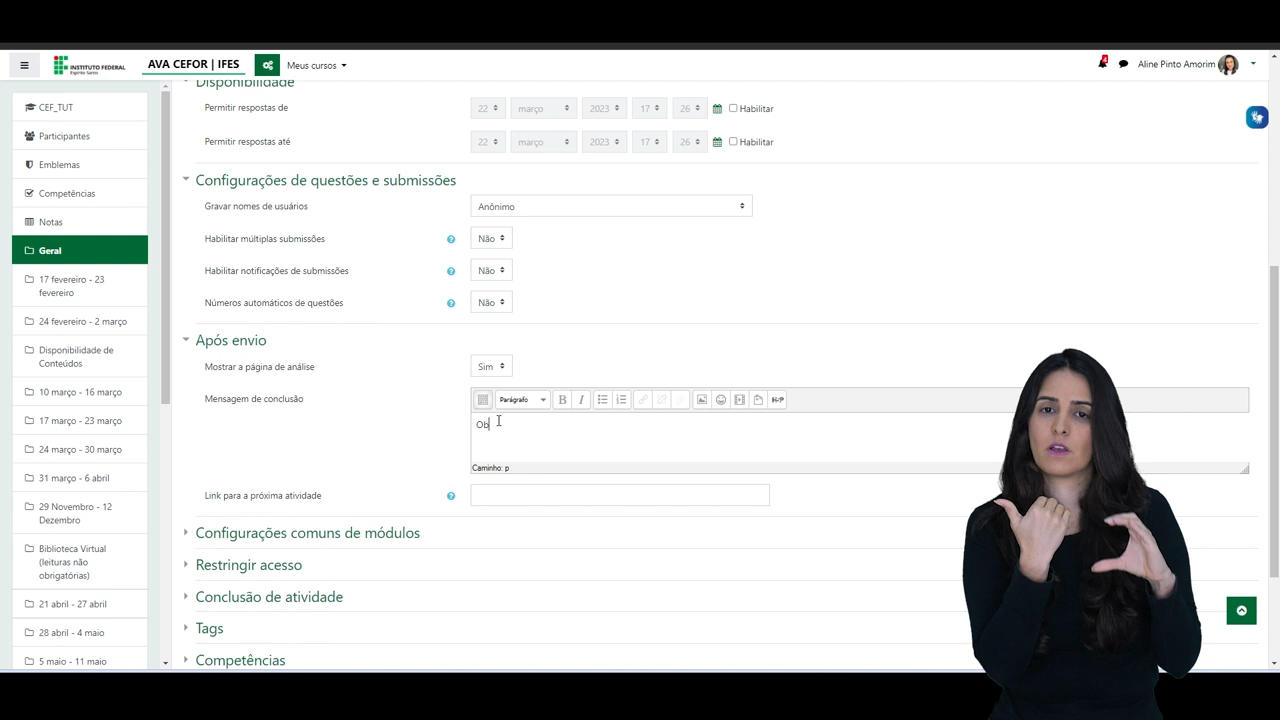 INSTITUTO FEDERAL
Espírito Santo
AVA CEFOR | IFES
Meus cursos
Aline Pinto Amorim
CEF_TUT
Participantes
Emblemas
Competências
Notas
Geral
17 fevereiro - 23
fevereiro
24 fevereiro - 2 março
Disponibilidade de
Conteúdos
10 março - 16 março
17 março - 23 março
24 março - 30 março
31 março - 6 abril
29 Novembro - 12
Dezembro
Biblioteca Virtual
(leituras não
obrigatórias)
21 abril - 27 abril
28 abril - 4 maio
5 maio - 11 maio
Disponibilidade
Permitir respostas de 22 março 2023 17 26 Habilitar
Permitir respostas até 22 março 2023 17 26 Habilitar
Configurações de questões e submissões
Gravar nomes de usuários Anônimo
Habilitar múltiplas submissões Não
Habilitar notificações de submissões Não
Números automáticos de questões Não
Após envio
Mostrar a página de análise Sim
Mensagem de conclusão
Parágrafo B I H-P
Ob
Caminho: p
Link para a próxima atividade
Configurações comuns de módulos
Restringir acesso
Conclusão de atividade
Tags
Competências